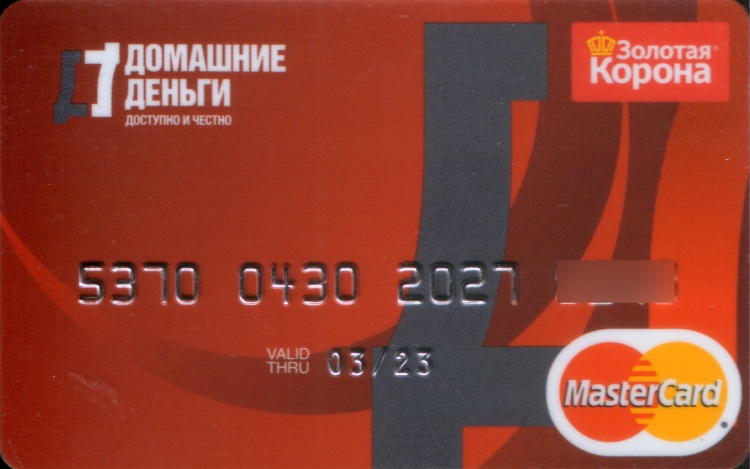 ДОМАШНИЕ
ДЕНЬГИ
ДОСТУПНО И ЧЕСТНО
Золотая®
Корона
5370 0430 2027
VALID
THRU 03/23
MasterCard